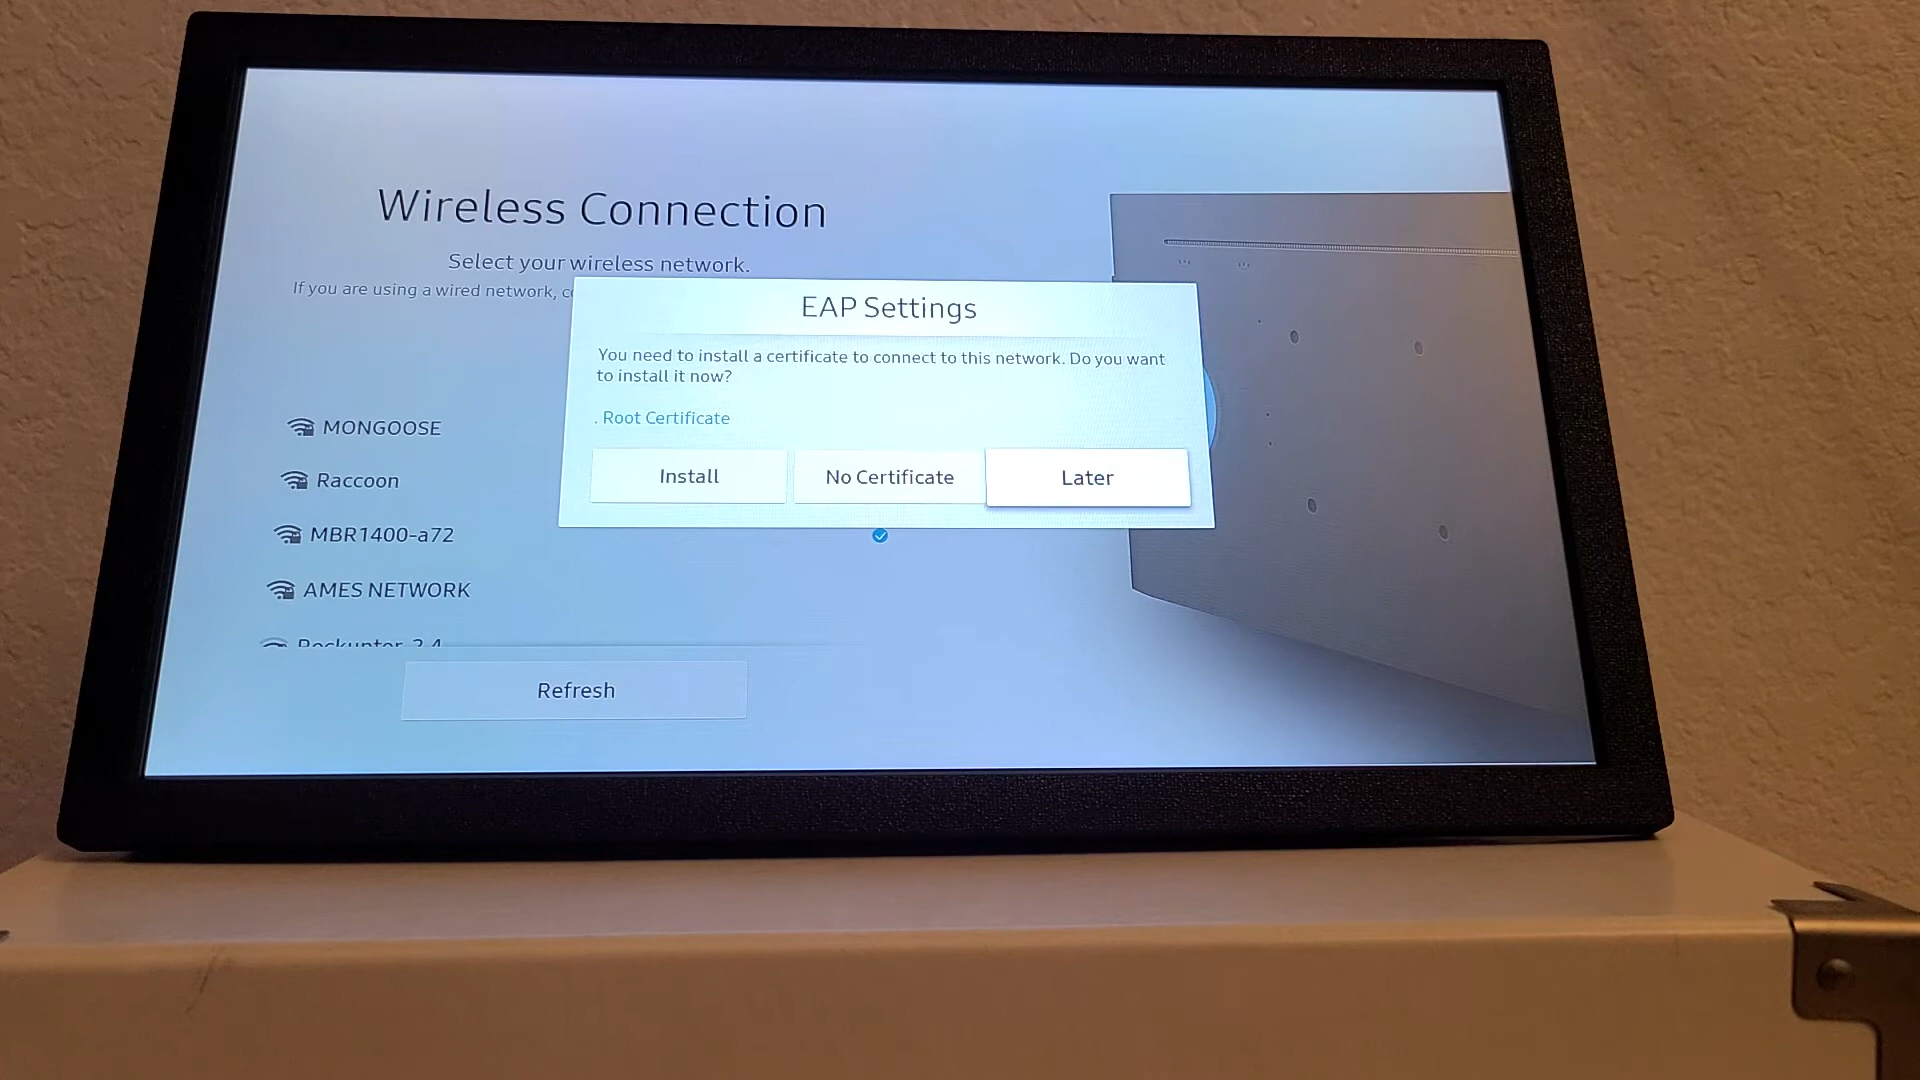 Wireless Connection
Select your wireless network.
If you are using a wired network,
EAP Settings
You need to install a certificate to connect to this network. Do you want
to install it now?
. Root Certificate
Install
No Certificate
Later
MONGOOSE
Raccoon
MBR1400-a72
AMES NETWORK
Refresh